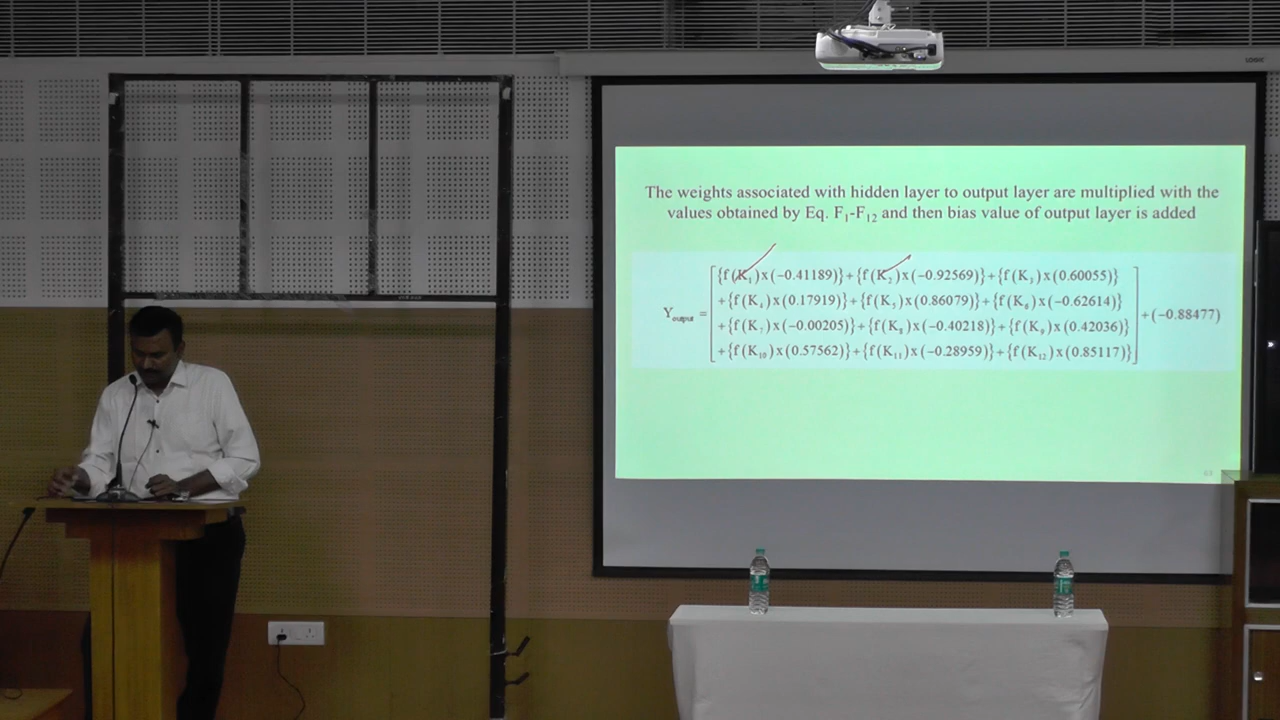 LOGIC
The weights associated with hidden layer to output layer are multiplied with the
values obtained by Eq. F₁-F₁₂ and then bias value of output layer is added
{f(K₁)x(−0.41189)}+{f(K₂)x(−0.92569)}+{f(K₃)x(0.60055)}
+{f(K₄)x(0.17919)}+{f(K₅)x(0.86079)}+{f(K₆)x(−0.62614)}
Y_output = +(−0.88477)
+{f(K₇)x(−0.00205)}+{f(K₈)x(−0.40218)}+{f(K₉)x(0.42036)}
+{f(K₁₀)x(0.57562)}+{f(K₁₁)x(−0.28959)}+{f(K₁₂)x(0.85117)}